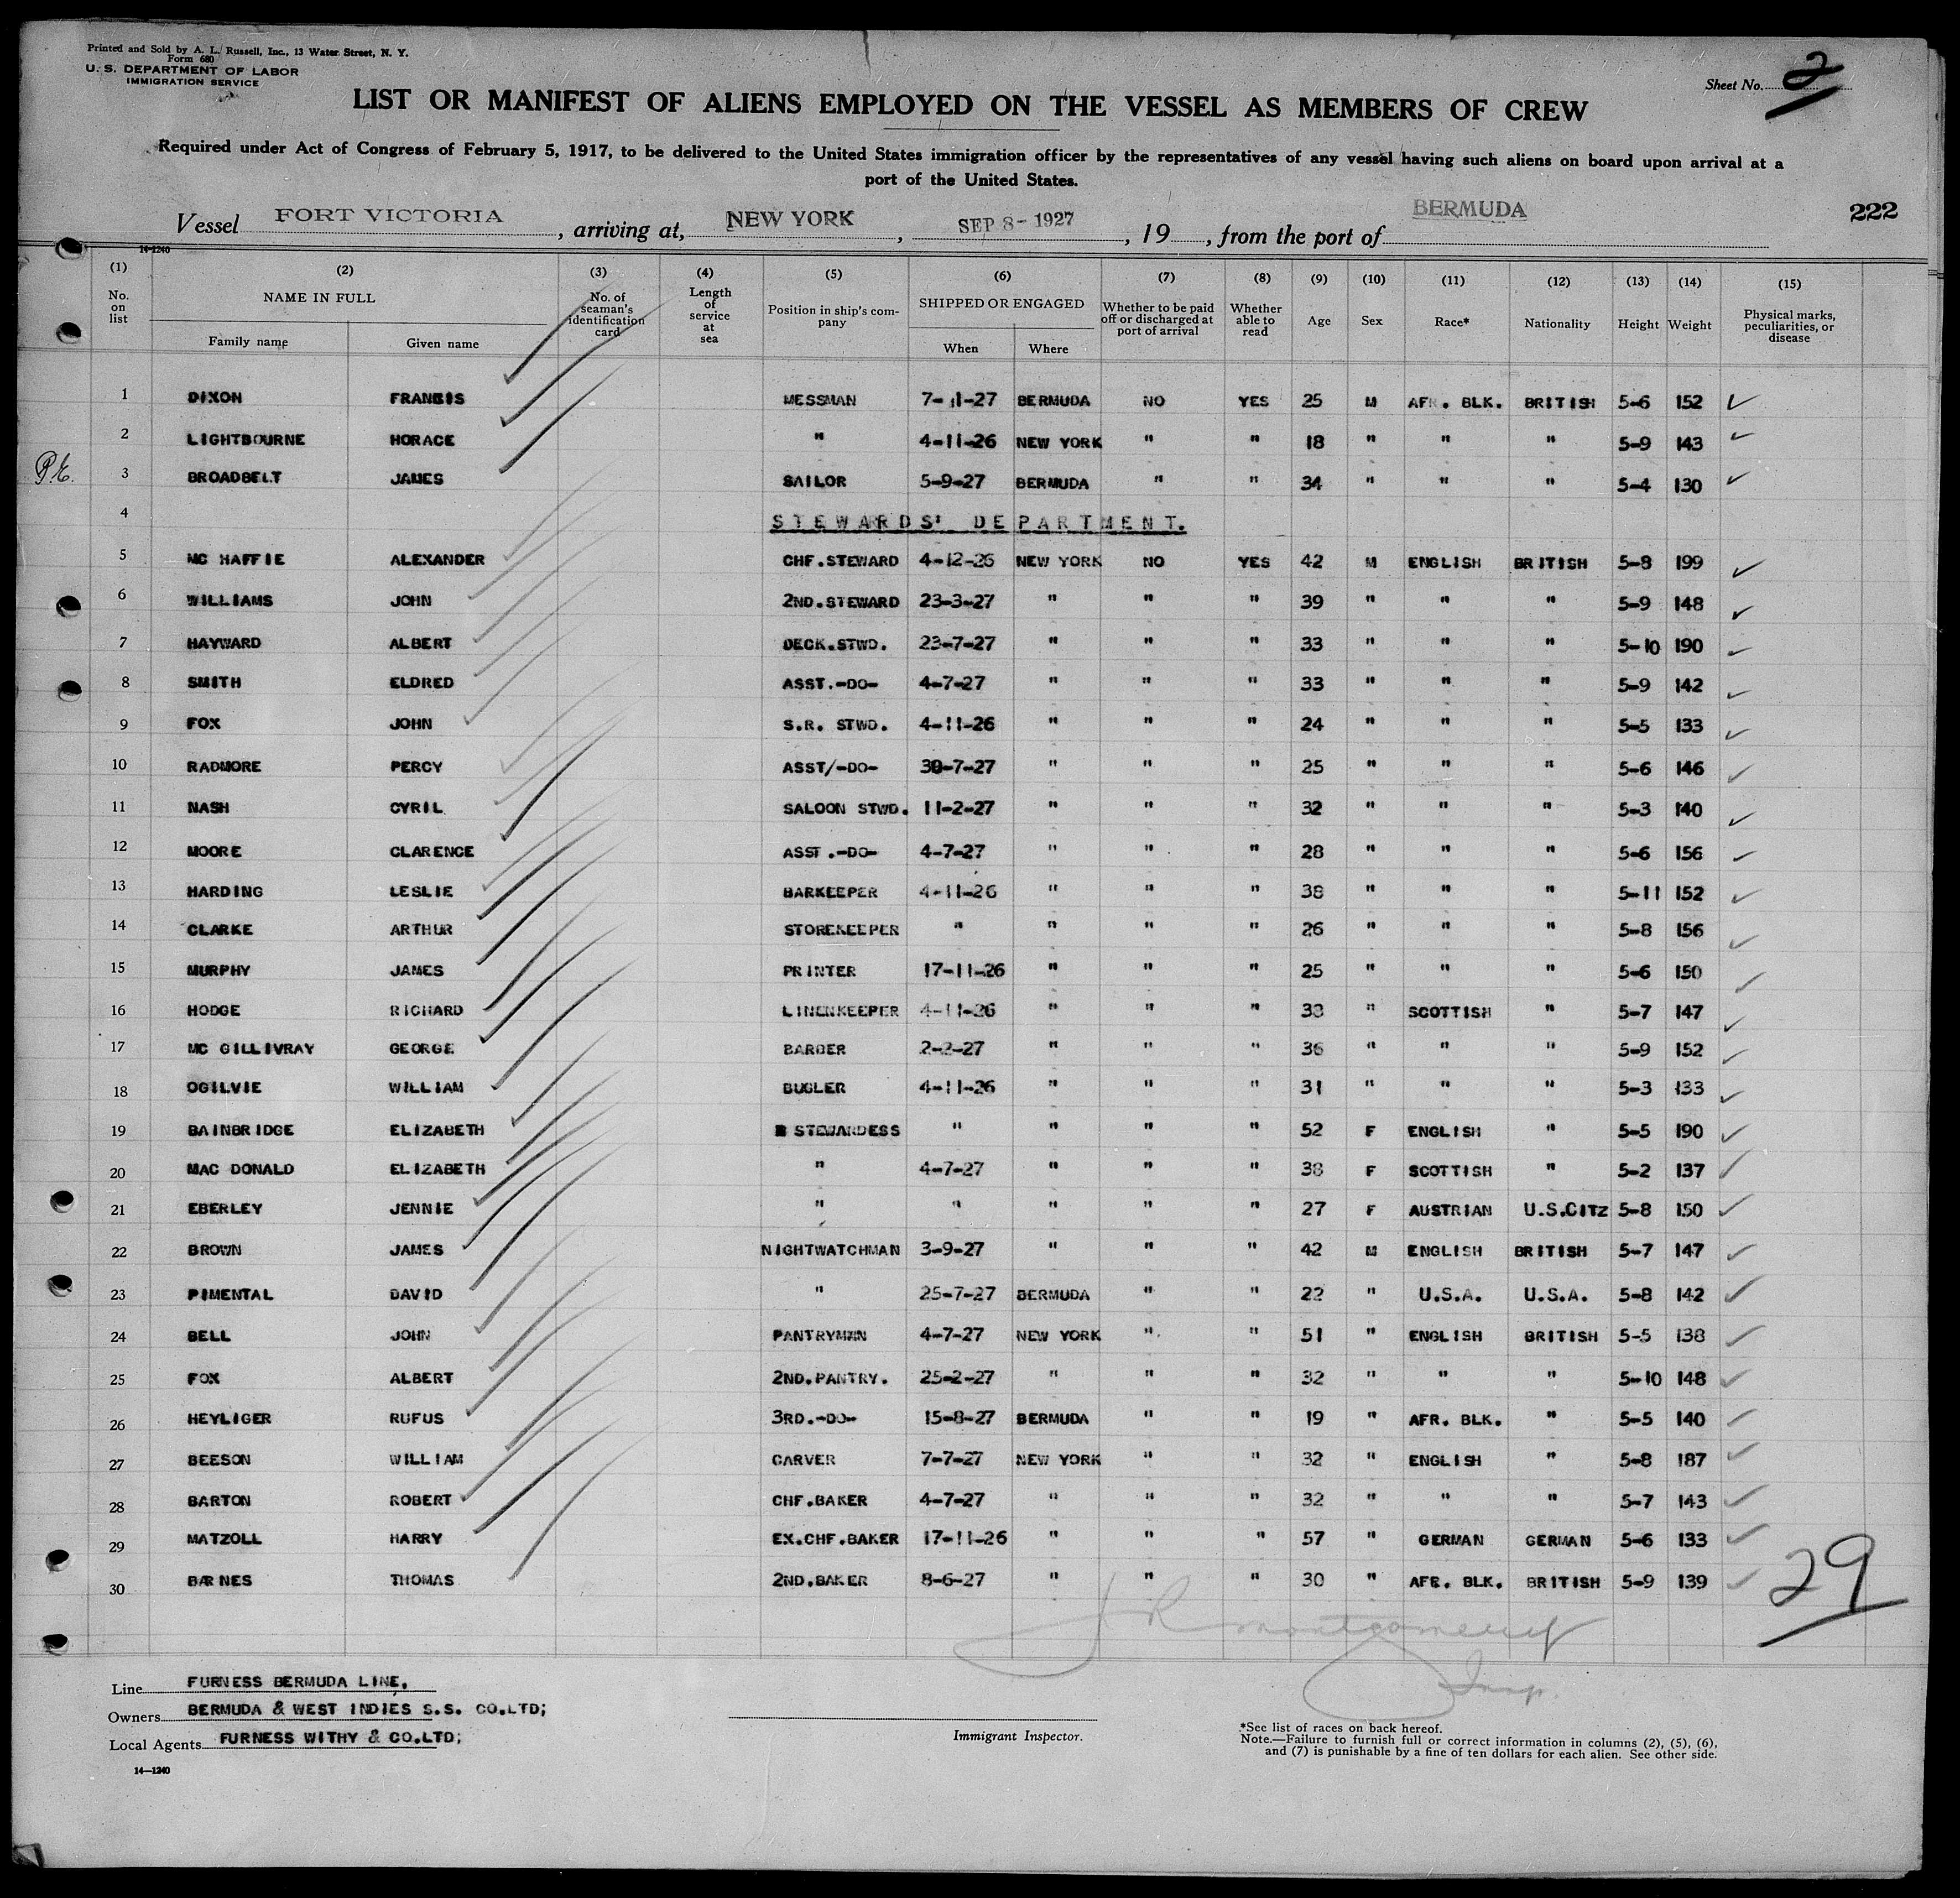 Printed and Sold by A. L. Russell, Inc., 13 Water Street, N. Y.
Form 680
U. S. DEPARTMENT OF LABOR
IMMIGRATION SERVICE
Sheet No. 2
LIST OR MANIFEST OF ALIENS EMPLOYED ON THE VESSEL AS MEMBERS OF CREW
Required under Act of Congress of February 5, 1917, to be delivered to the United States immigration officer by the representatives of any vessel having such aliens on board upon arrival at a
port of the United States.
Vessel FORT VICTORIA, arriving at, NEW YORK, SEP 8- 1927, 19, from the port of BERMUDA 222
14-1240
(1) (2) (3) (4) (5) (6) (7) (8) (9) (10) (11) (12) (13) (14) (15)
No. on list NAME IN FULL Family name Given name No. of seaman's identification card Length of service at sea Position in ship's company SHIPPED OR ENGAGED When Where Whether to be paid off or discharged at port of arrival Whether able to read Age Sex Race* Nationality Height Weight Physical marks, peculiarities, or disease
1 DIXON FRANCIS MESSMAN 7-11-27 BERMUDA NO YES 25 M AFR. BLK. BRITISH 5-6 152
2 LIGHTBOURNE HORACE " 4-11-26 NEW YORK " " 18 " " " 5-9 143
P.E. 3 BROADBELT JAMES SAILOR 5-9-27 BERMUDA " " 34 " " " 5-4 130
4 STEWARDS' DEPARTMENT.
5 MC HAFFIE ALEXANDER CHF.STEWARD 4-12-26 NEW YORK NO YES 42 M ENGLISH BRITISH 5-8 199
6 WILLIAMS JOHN 2ND.STEWARD 23-3-27 " " " 39 " " " 5-9 148
7 HAYWARD ALBERT DECK.STWD. 23-7-27 " " " 33 " " " 5-10 190
8 SMITH ELDRED ASST.-DO- 4-7-27 " " " 33 " " " 5-9 142
9 FOX JOHN S.R. STWD. 4-11-26 " " " 24 " " " 5-5 133
10 RADMORE PERCY ASST/-DO- 30-7-27 " " " 25 " " " 5-6 146
11 NASH CYRIL SALOON STWD. 11-2-27 " " " 32 " " " 5-3 140
12 MOORE CLARENCE ASST.-DO- 4-7-27 " " " 28 " " " 5-6 156
13 HARDING LESLIE BARKEEPER 4-11-26 " " " 38 " " " 5-11 152
14 CLARKE ARTHUR STOREKEEPER " " " " 26 " " " 5-8 156
15 MURPHY JAMES PRINTER 17-11-26 " " " 25 " " " 5-6 150
16 HODGE RICHARD LINENKEEPER 4-11-26 " " " 38 " SCOTTISH " 5-7 147
17 MC GILLIVRAY GEORGE BARBER 2-2-27 " " " 36 " " " 5-9 152
18 OGILVIE WILLIAM BUGLER 4-11-26 " " " 31 " " " 5-3 133
19 BAINBRIDGE ELIZABETH STEWARDESS " " " " 52 F ENGLISH " 5-5 190
20 MAC DONALD ELIZABETH " 4-7-27 " " " 38 F SCOTTISH " 5-2 137
21 EBERLEY JENNIE " " " " " 27 F AUSTRIAN U.S.CITZ 5-8 150
22 BROWN JAMES NIGHTWATCHMAN 3-9-27 " " " 42 M ENGLISH BRITISH 5-7 147
23 PIMENTAL DAVID " 25-7-27 BERMUDA " " 22 " U.S.A. U.S.A. 5-8 142
24 BELL JOHN PANTRYMAN 4-7-27 NEW YORK " " 51 " ENGLISH BRITISH 5-5 138
25 FOX ALBERT 2ND.PANTRY. 25-2-27 " " " 32 " " " 5-10 148
26 HEYLIGER RUFUS 3RD.-DO- 15-8-27 BERMUDA " " 19 " AFR. BLK. " 5-5 140
27 BEESON WILLIAM CARVER 7-7-27 NEW YORK " " 32 " ENGLISH " 5-8 187
28 BARTON ROBERT CHF.BAKER 4-7-27 " " " 32 " " " 5-7 143
29 MATZOLL HARRY EX.CHF.BAKER 17-11-26 " " " 57 " GERMAN GERMAN 5-6 133
30 BARNES THOMAS 2ND.BAKER 8-6-27 " " " 30 " AFR. BLK. BRITISH 5-9 139
29
J R Montgomery
Insp.
Line FURNESS BERMUDA LINE,
Owners BERMUDA & WEST INDIES S.S. CO.LTD;
Local Agents FURNESS WITHY & CO.LTD;
Immigrant Inspector.
*See list of races on back hereof.
Note.—Failure to furnish full or correct information in columns (2), (5), (6),
and (7) is punishable by a fine of ten dollars for each alien. See other side.
14—1240